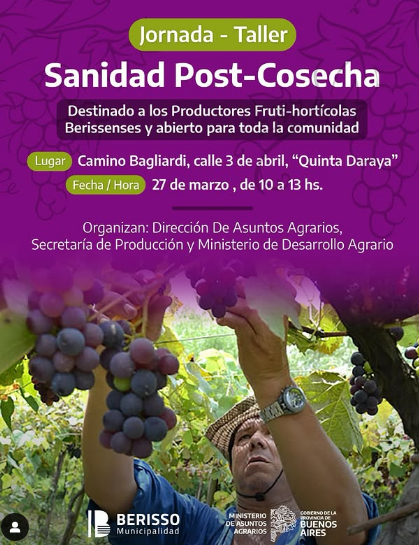 Jornada - Taller
Sanidad Post-Cosecha
Destinado a los Productores Fruti-hortícolas
Berissenses y abierto para toda la comunidad
Lugar Camino Bagliardi, calle 3 de abril, “Quinta Daraya”
Fecha / Hora 27 de marzo , de 10 a 13 hs.
Organizan: Dirección De Asuntos Agrarios,
Secretaría de Producción y Ministerio de Desarrollo Agrario
BERISSO
Municipalidad
MINISTERIO
DE ASUNTOS
AGRARIOS
GOBIERNO DE LA
PROVINCIA DE
BUENOS
AIRES